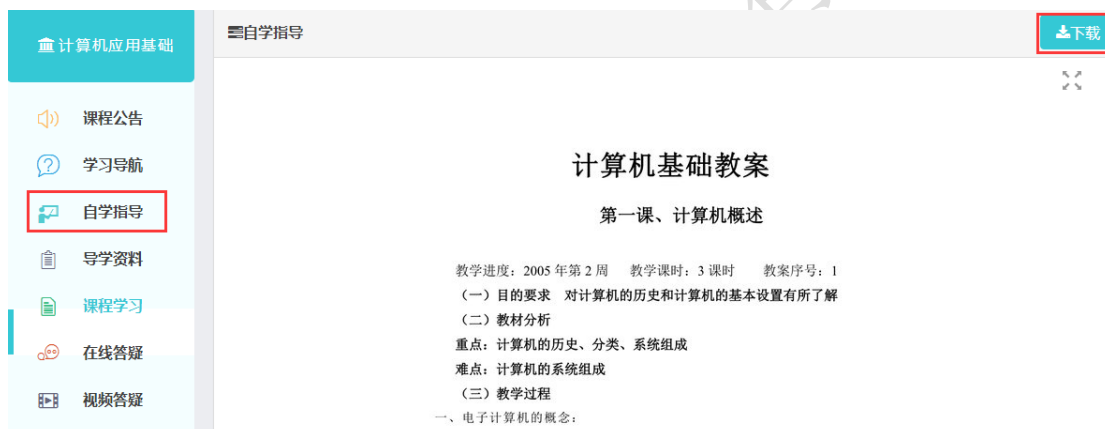 计算机应用基础
自学指导
下载
课程公告
学习导航
自学指导
导学资料
课程学习
在线答疑
视频答疑
计算机基础教案
第一课、计算机概述
教学进度：2005 年第 2 周 教学课时：3 课时 教案序号：1
（一）目的要求 对计算机的历史和计算机的基本设置有所了解
（二）教材分析
重点：计算机的历史、分类、系统组成
难点：计算机的系统组成
（三）教学过程
一、电子计算机的概念：